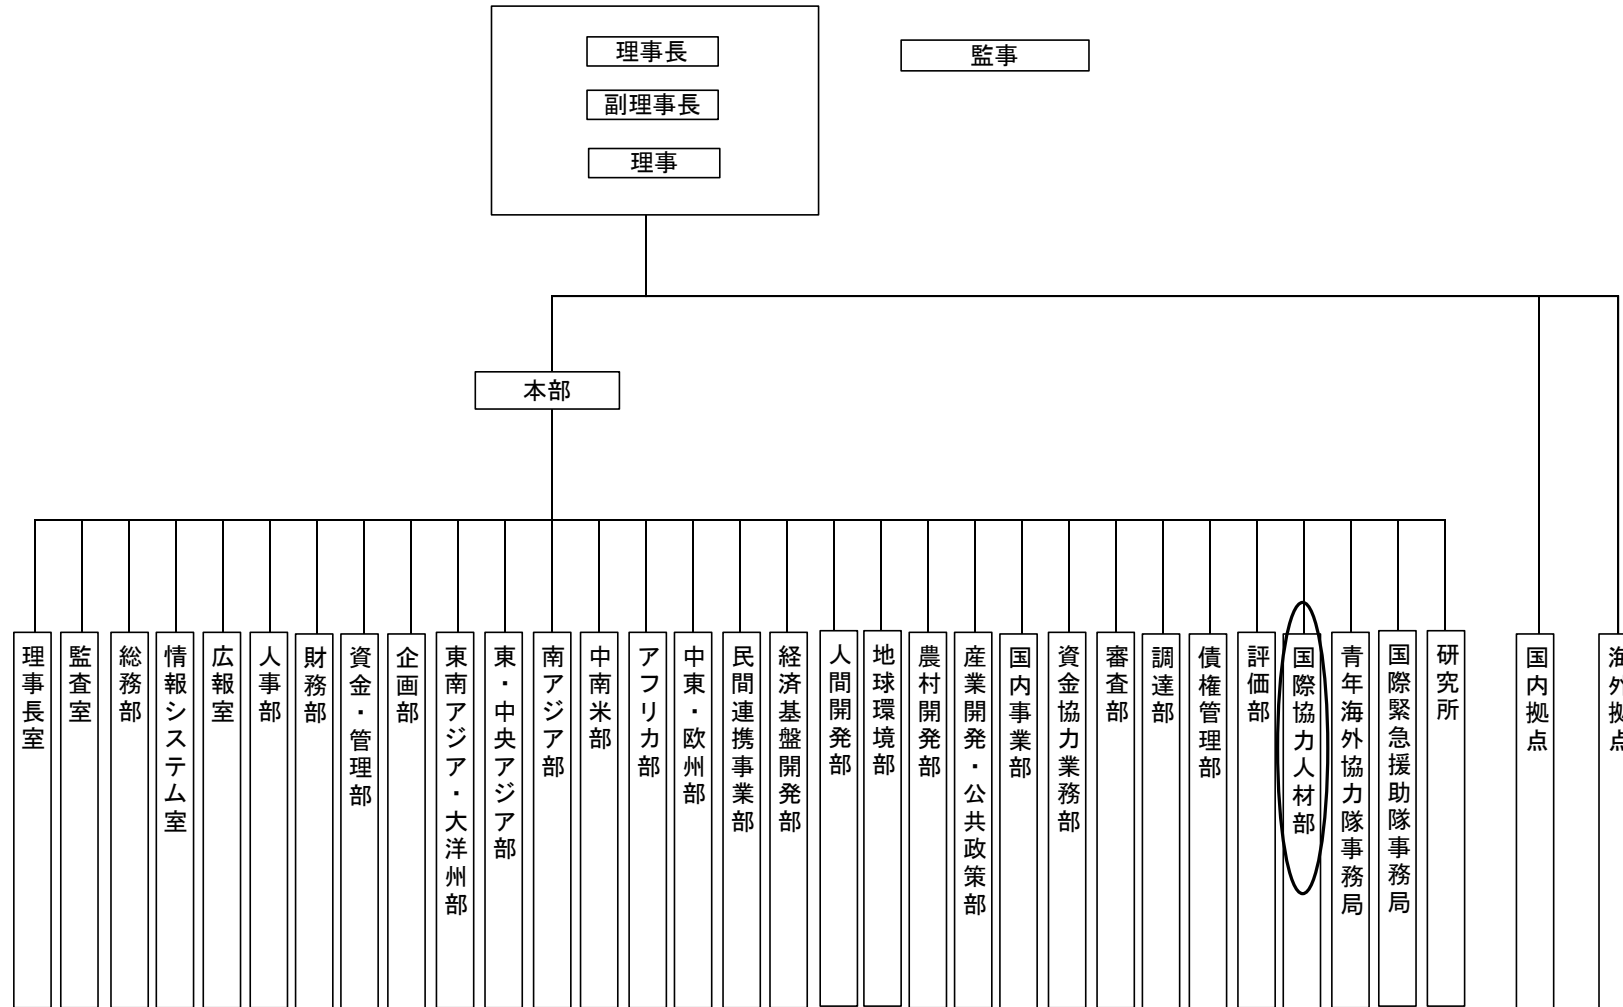 理事長
監事
副理事長
理事
本部
理事長室
監査室
総務部
情報システム室
広報室
人事部
財務部
資金・管理部
企画部
東南アジア・大洋州部
東・中央アジア部
南アジア部
中南米部
アフリカ部
中東・欧州部
民間連携事業部
経済基盤開発部
人間開発部
地球環境部
農村開発部
産業開発・公共政策部
国内事業部
資金協力業務部
審査部
調達部
債権管理部
評価部
国際協力人材部
青年海外協力隊事務局
国際緊急援助隊事務局
研究所
国内拠点
海外拠点